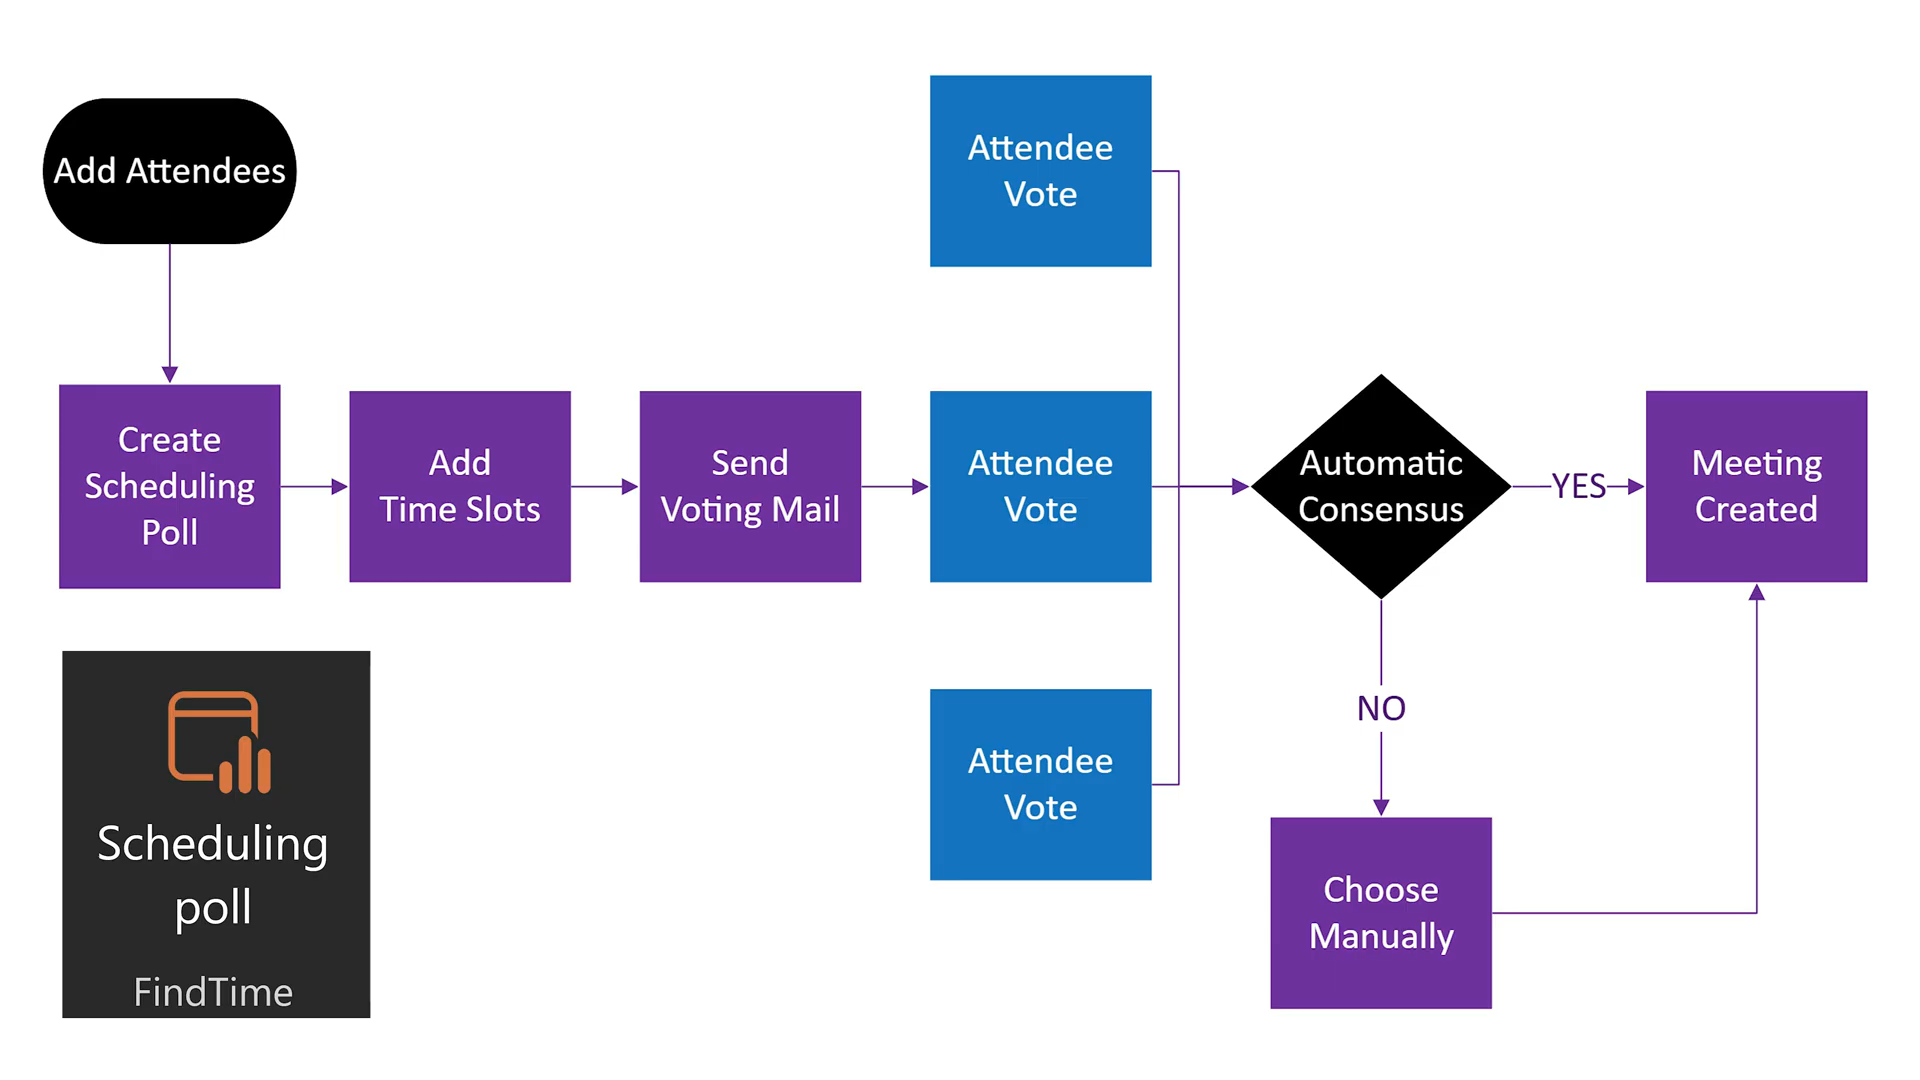 Add Attendees
Create
Scheduling
Poll
Add
Time Slots
Send
Voting Mail
Attendee
Vote
Attendee
Vote
Attendee
Vote
Automatic
Consensus
YES
Meeting
Created
NO
Choose
Manually
Scheduling
poll
FindTime